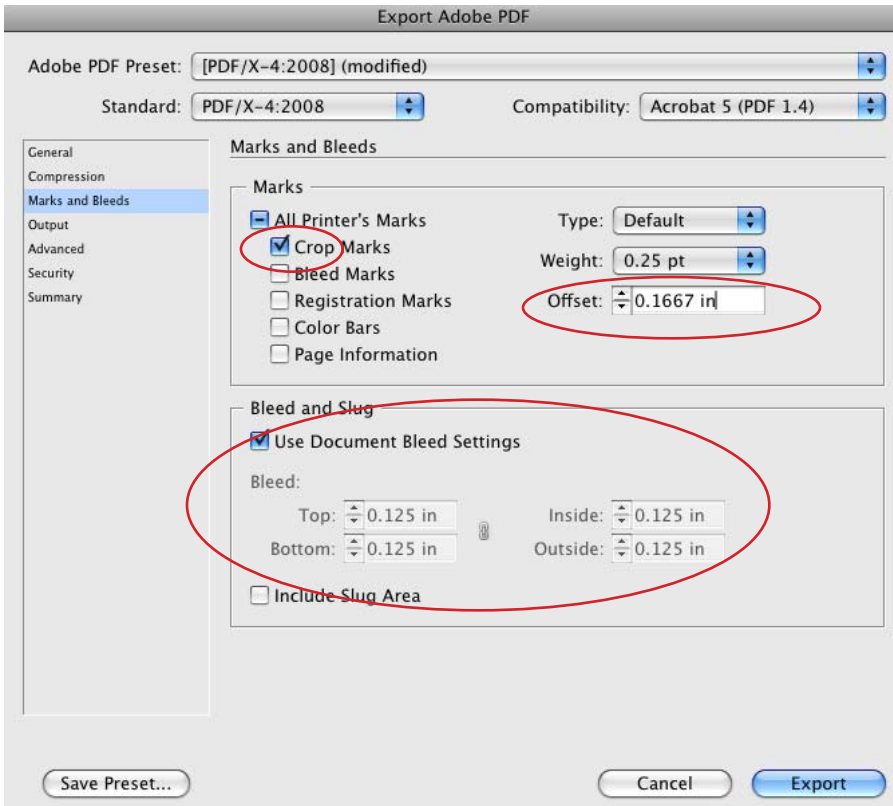 Export Adobe PDF
Adobe PDF Preset: [PDF/X-4:2008] (modified)
Standard: PDF/X-4:2008 Compatibility: Acrobat 5 (PDF 1.4)
General
Compression
Marks and Bleeds
Output
Advanced
Security
Summary
Marks and Bleeds
Marks
All Printer's Marks
Crop Marks
Bleed Marks
Registration Marks
Color Bars
Page Information
Type: Default
Weight: 0.25 pt
Offset: 0.1667 in
Bleed and Slug
Use Document Bleed Settings
Bleed:
Top: 0.125 in Inside: 0.125 in
Bottom: 0.125 in Outside: 0.125 in
Include Slug Area
Save Preset... Cancel Export